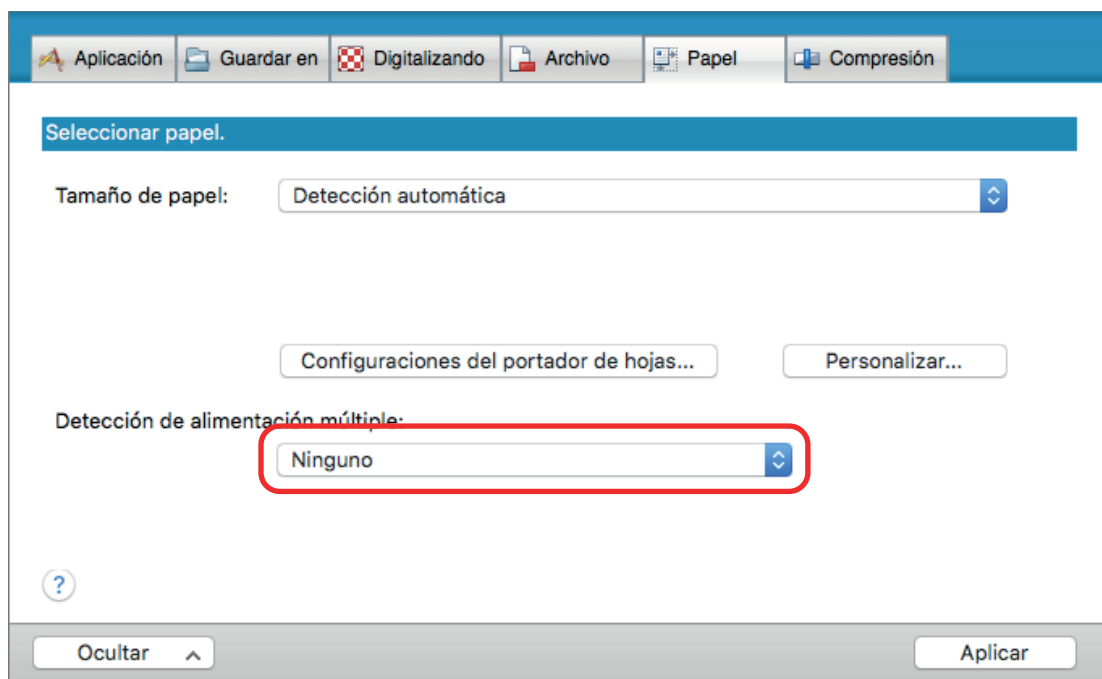 Aplicación Guardar en Digitalizando Archivo Papel Compresión
Seleccionar papel.
Tamaño de papel: Detección automática
Configuraciones del portador de hojas... Personalizar...
Detección de alimentación múltiple:
Ninguno
?
Ocultar Aplicar